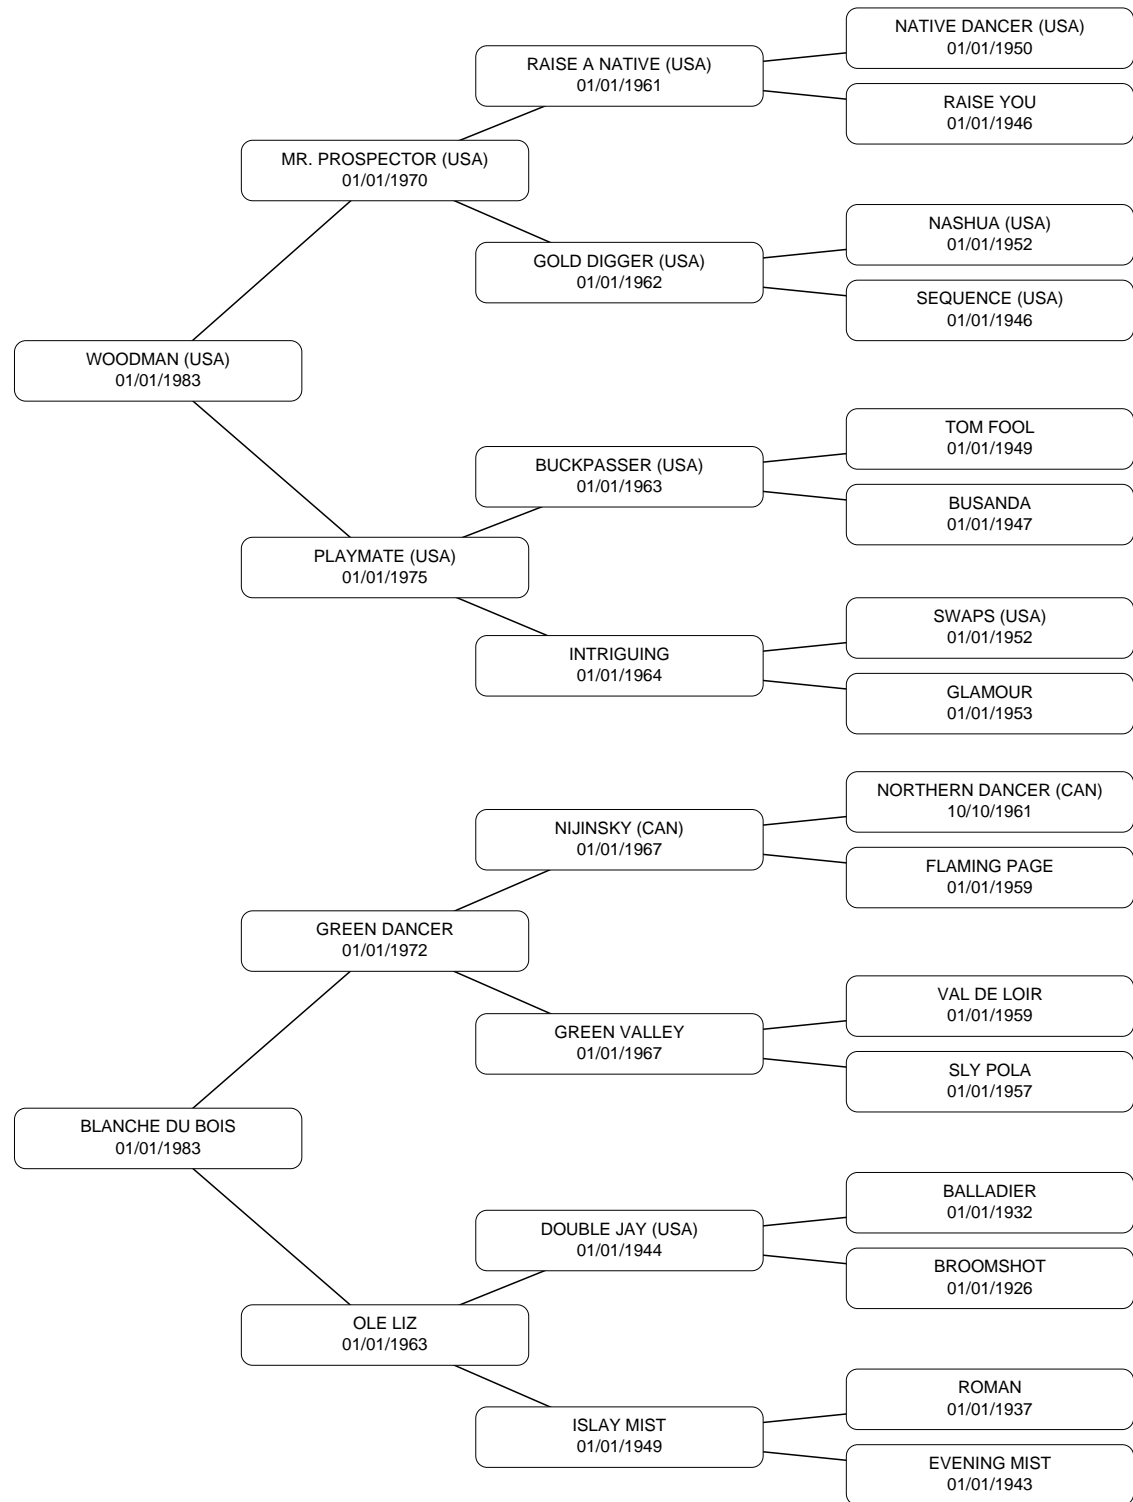 NATIVE DANCER (USA)
01/01/1950
RAISE A NATIVE (USA)
01/01/1961
RAISE YOU
01/01/1946
MR. PROSPECTOR (USA)
01/01/1970
NASHUA (USA)
01/01/1952
GOLD DIGGER (USA)
01/01/1962
SEQUENCE (USA)
01/01/1946
WOODMAN (USA)
01/01/1983
TOM FOOL
01/01/1949
BUCKPASSER (USA)
01/01/1963
BUSANDA
01/01/1947
PLAYMATE (USA)
01/01/1975
SWAPS (USA)
01/01/1952
INTRIGUING
01/01/1964
GLAMOUR
01/01/1953
NORTHERN DANCER (CAN)
10/10/1961
NIJINSKY (CAN)
01/01/1967
FLAMING PAGE
01/01/1959
GREEN DANCER
01/01/1972
VAL DE LOIR
01/01/1959
GREEN VALLEY
01/01/1967
SLY POLA
01/01/1957
BLANCHE DU BOIS
01/01/1983
BALLADIER
01/01/1932
DOUBLE JAY (USA)
01/01/1944
BROOMSHOT
01/01/1926
OLE LIZ
01/01/1963
ROMAN
01/01/1937
ISLAY MIST
01/01/1949
EVENING MIST
01/01/1943